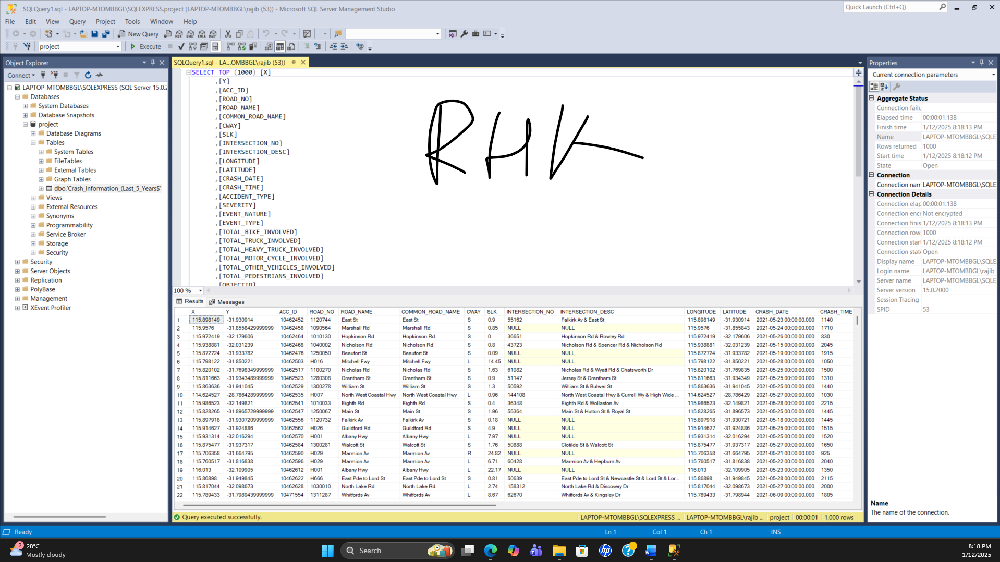 SQLQuery1.sql - LAPTOP-MTOMBBGL\SQLEXPRESS.project (LAPTOP-MTOMBBGL\rajib (53)) - Microsoft SQL Server Management Studio
Quick Launch (Ctrl+Q)
File Edit View Query Project Tools Window Help
New Query
project Execute
Object Explorer
Connect
LAPTOP-MTOMBBGL\SQLEXPRESS (SQL Server 15.0.2
Databases
System Databases
Database Snapshots
project
Database Diagrams
Tables
System Tables
FileTables
External Tables
Graph Tables
dbo.'Crash_Information_(Last_5_Years$'
Views
External Resources
Synonyms
Programmability
Service Broker
Storage
Security
Security
Server Objects
Replication
PolyBase
Management
XEvent Profiler
SQLQuery1.sql - LA...OMBBGL\rajib (53))
SELECT TOP (1000) [X]
,[Y]
,[ACC_ID]
,[ROAD_NO]
,[ROAD_NAME]
,[COMMON_ROAD_NAME]
,[CWAY]
,[SLK]
,[INTERSECTION_NO]
,[INTERSECTION_DESC]
,[LONGITUDE]
,[LATITUDE]
,[CRASH_DATE]
,[CRASH_TIME]
,[ACCIDENT_TYPE]
,[SEVERITY]
,[EVENT_NATURE]
,[EVENT_TYPE]
,[TOTAL_BIKE_INVOLVED]
,[TOTAL_TRUCK_INVOLVED]
,[TOTAL_HEAVY_TRUCK_INVOLVED]
,[TOTAL_MOTOR_CYCLE_INVOLVED]
,[TOTAL_OTHER_VEHICLES_INVOLVED]
,[TOTAL_PEDESTRIANS_INVOLVED]
,[OBJECTID]
RHK
100 %
Results Messages
X Y ACC_ID ROAD_NO ROAD_NAME COMMON_ROAD_NAME CWAY SLK INTERSECTION_NO INTERSECTION_DESC LONGITUDE LATITUDE CRASH_DATE CRASH_TIME
1 115.898149 -31.930914 10462452 1120744 East St East St S 0.9 55162 Falkirk Av & East St 115.898149 -31.930914 2021-05-23 00:00:00.000 1140
2 115.9576 -31.8558429999999 10462458 1090564 Marshall Rd Marshall Rd S 0.85 NULL NULL 115.9576 -31.855843 2021-05-24 00:00:00.000 1710
3 115.972419 -32.179606 10462464 1010130 Hopkinson Rd Hopkinson Rd S 0 36651 Hopkinson Rd & Rowley Rd 115.972419 -32.179606 2021-05-26 00:00:00.000 830
4 115.938881 -32.031239 10462468 1040002 Nicholson Rd Nicholson Rd S 0.8 43723 Nicholson Rd & Spencer Rd & Nicholson Rd 115.938881 -32.031239 2021-05-15 00:00:00.000 2045
5 115.872724 -31.933782 10462476 1250050 Beaufort St Beaufort St S 0.09 NULL NULL 115.872724 -31.933782 2021-05-19 00:00:00.000 1915
6 115.798122 -31.850221 10462503 H016 Mitchell Fwy Mitchell Fwy L 14.45 NULL NULL 115.798122 -31.850221 2021-05-28 00:00:00.000 1050
7 115.820102 -31.7698349999999 10462517 1100270 Nicholas Rd Nicholas Rd S 1.63 61082 Nicholas Rd & Wyatt Rd & Chatsworth Dr 115.820102 -31.769835 2021-05-25 00:00:00.000 1500
8 115.811663 -31.9343489999999 10462523 1280308 Grantham St Grantham St S 0.9 51147 Jersey St & Grantham St 115.811663 -31.934349 2021-05-25 00:00:00.000 1310
9 115.863636 -31.941045 10462529 1300278 William St William St S 1.3 50592 William St & Bulwer St 115.863636 -31.941045 2021-05-25 00:00:00.000 1440
10 114.624527 -28.7864289999999 10462535 H007 North West Coastal Hwy North West Coastal Hwy L 0.96 144108 North West Coastal Hwy & Currell Wy & High Wide ... 114.624527 -28.786429 2021-05-27 00:00:00.000 1030
11 115.986523 -32.149821 10462541 1010033 Eighth Rd Eighth Rd S 0.4 36348 Eighth Rd & Wollaston Av 115.986523 -32.149821 2021-05-28 00:00:00.000 2215
12 115.828265 -31.8965729999999 10462547 1250067 Main St Main St S 1.96 55364 Main St & Hutton St & Royal St 115.828265 -31.896573 2021-05-25 00:00:00.000 1445
13 115.897918 -31.9307209999999 10462556 1120732 Falkirk Av Falkirk Av S 0.18 NULL NULL 115.897918 -31.930721 2021-05-18 00:00:00.000 1445
14 115.914627 -31.924886 10462562 H026 Guildford Rd Guildford Rd S 4.9 NULL NULL 115.914627 -31.924886 2021-05-25 00:00:00.000 1515
15 115.931314 -32.016294 10462570 H001 Albany Hwy Albany Hwy L 7.97 NULL NULL 115.931314 -32.016294 2021-05-25 00:00:00.000 1520
16 115.875477 -31.937317 10462584 1300281 Walcott St Walcott St S 1.76 50888 Clotilde St & Walcott St 115.875477 -31.937317 2021-05-27 00:00:00.000 1650
17 115.706358 -31.664795 10462590 H029 Marmion Av Marmion Av R 24.82 NULL NULL 115.706358 -31.664795 2021-05-21 00:00:00.000 925
18 115.760517 -31.816838 10462596 H029 Marmion Av Marmion Av L 6.71 60428 Marmion Av & Hepburn Av 115.760517 -31.816838 2021-05-22 00:00:00.000 2040
19 116.013 -32.109905 10462612 H001 Albany Hwy Albany Hwy L 22.17 NULL NULL 116.013 -32.109905 2021-05-23 00:00:00.000 1350
20 115.86898 -31.949845 10462622 H666 East Pde to Lord St East Pde to Lord St S 0.81 50639 East Pde to Lord St & Newcastle St & Lord St & Lor... 115.86898 -31.949845 2021-05-28 00:00:00.000 2115
21 115.817044 -32.098673 10462628 1030010 North Lake Rd North Lake Rd L 2.74 158312 North Lake Rd & Discovery Dr 115.817044 -32.098673 2021-05-27 00:00:00.000 2000
22 115.789433 -31.7989439999999 10471554 1311287 Whitfords Av Whitfords Av L 8.67 62670 Whitfords Av & Kingsley Dr 115.789433 -31.798944 2021-06-09 00:00:00.000 1805
Query executed successfully. LAPTOP-MTOMBBGL\SQLEXPRESS ... LAPTOP-MTOMBBGL\rajib ... project 00:00:01 1,000 rows
Properties
Current connection parameters
Aggregate Status
Connection failu
Elapsed time 00:00:01.138
Finish time 1/12/2025 8:18:13 PM
Name LAPTOP-MTOMBBGL\SQLE
Rows returned 1000
Start time 1/12/2025 8:18:12 PM
State Open
Connection
Connection nam LAPTOP-MTOMBBGL\SQLE
Connection Details
Connection elap 00:00:01.138
Connection encr Not encrypted
Connection finis 1/12/2025 8:18:13 PM
Connection row 1000
Connection star 1/12/2025 8:18:12 PM
Connection stat Open
Display name LAPTOP-MTOMBBGL\SQLE
Login name LAPTOP-MTOMBBGL\rajib
Server name LAPTOP-MTOMBBGL\SQLE
Server version 15.0.2000
Session Tracing
SPID 53
Name
The name of the connection.
Ready Ln 1 Col 1 Ch 1 INS
2 28°C
Mostly cloudy
Search
8:18 PM
1/12/2025